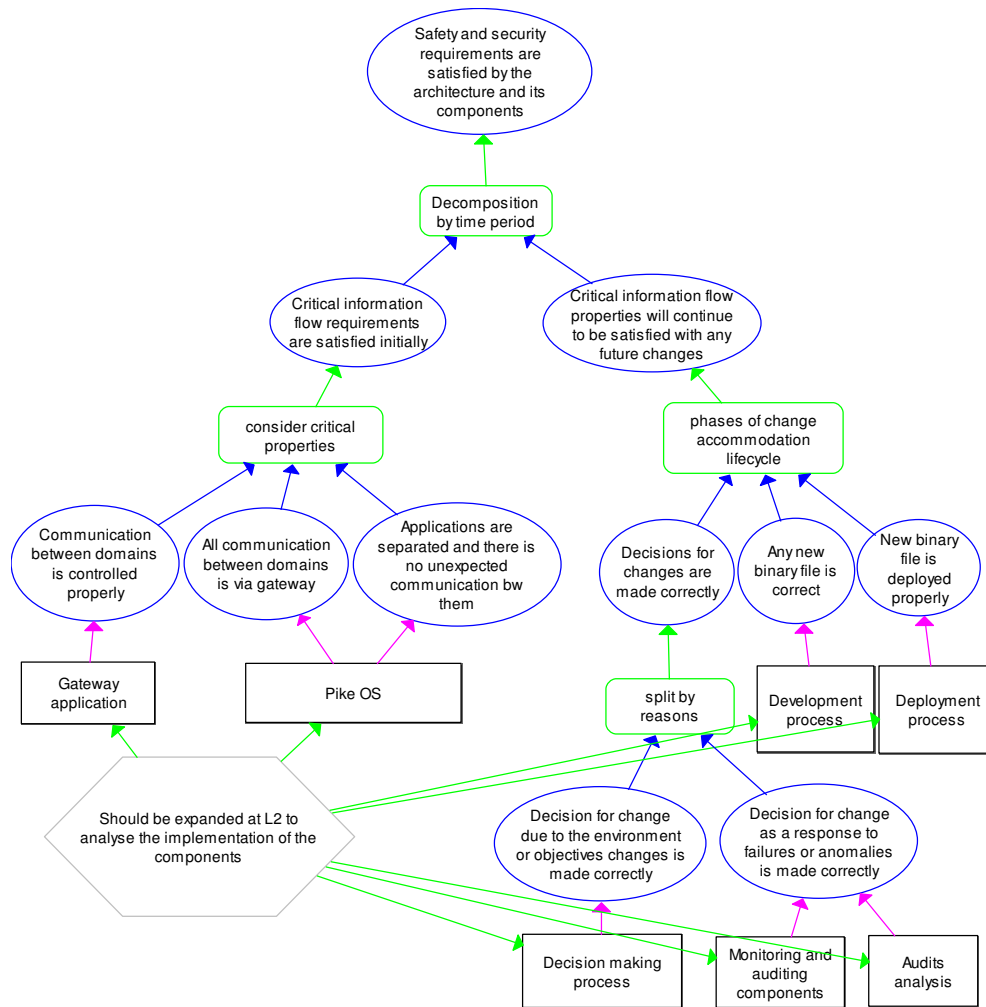 Safety and security
requirements are
satisfied by the
architecture and its
components
Decomposition
by time period
Critical information
flow requirements
are satisfied initially
Critical information flow
properties will continue
to be satisfied with any
future changes
consider critical
properties
phases of change
accommodation
lifecycle
Communication
between domains
is controlled
properly
All communication
between domains
is via gateway
Applications are
separated and there is
no unexpected
communication bw
them
Decisions for
changes are
made correctly
Any new
binary file is
correct
New binary
file is
deployed
properly
Gateway
application
Pike OS
split by
reasons
Development
process
Deployment
process
Should be expanded at L2 to
analyse the implementation of the
components
Decision for change
due to the environment
or objectives changes is
made correctly
Decision for change
as a response to
failures or anomalies
is made correctly
Decision making
process
Monitoring and
auditing
components
Audits
analysis